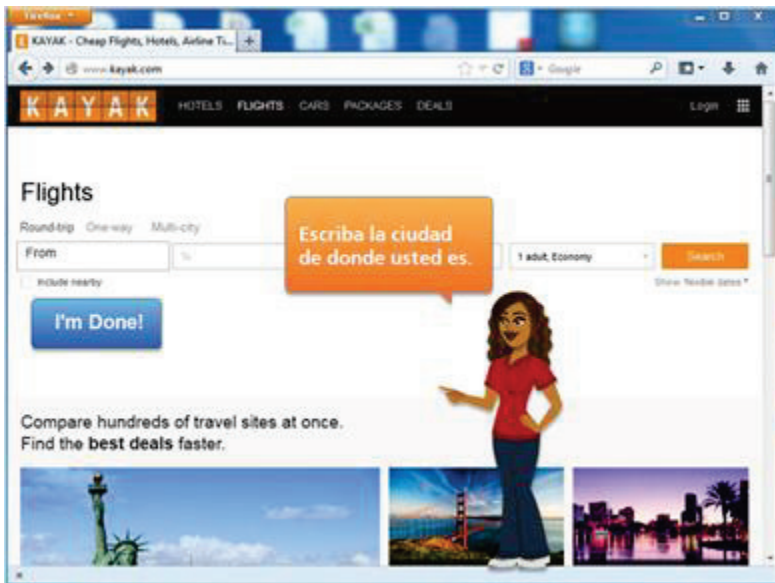 Firefox
KAYAK - Cheap Flights, Hotels, Airline Ti...
www.kayak.com
Google
KAYAK
HOTELS FLIGHTS CARS PACKAGES DEALS
Login
Flights
Round-trip One-way Multi-city
From
To
1 adult, Economy
Search
Include nearby
Show flexible dates
Escriba la ciudad
de donde usted es.
I'm Done!
Compare hundreds of travel sites at once.
Find the best deals faster.